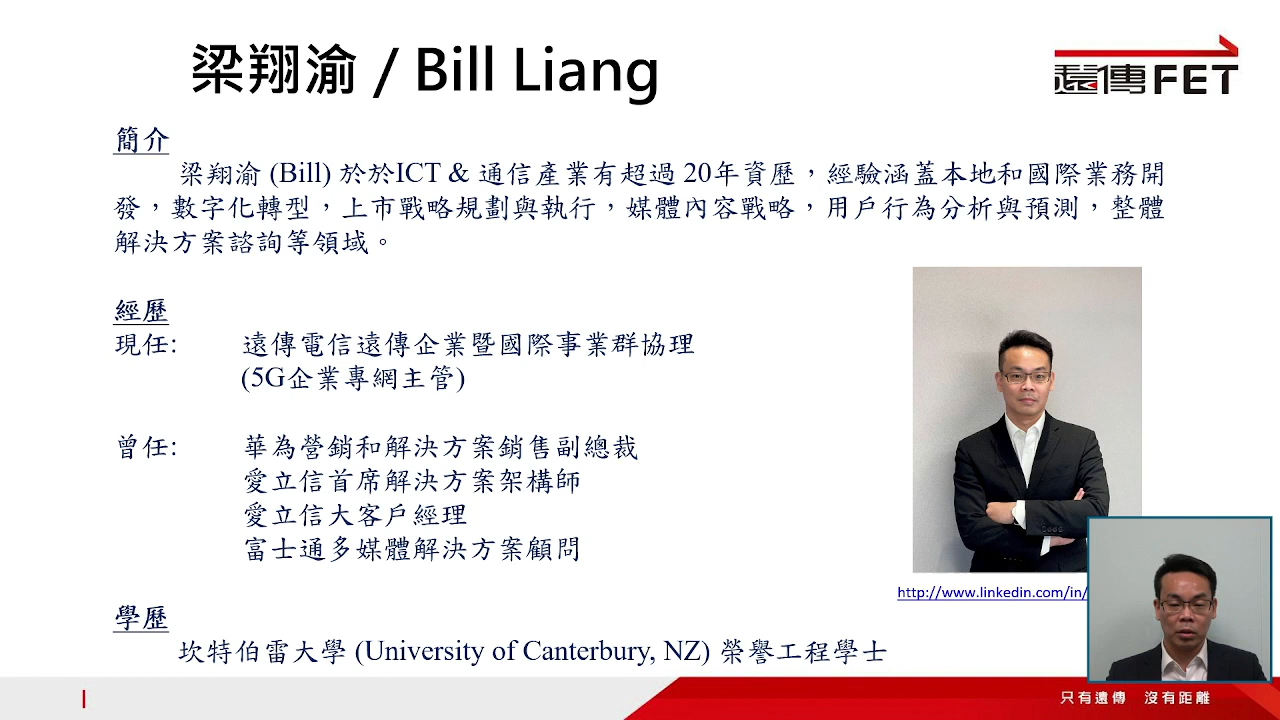 梁翔渝 / Bill Liang
遠傳FET
簡介
梁翔渝 (Bill) 於於ICT & 通信產業有超過 20年資歷，經驗涵蓋本地和國際業務開
發，數字化轉型，上市戰略規劃與執行，媒體內容戰略，用戶行為分析與預測，整體
解決方案諮詢等領域。
經歷
現任: 遠傳電信遠傳企業暨國際事業群協理
(5G企業專網主管)
曾任: 華為營銷和解決方案銷售副總裁
愛立信首席解決方案架構師
愛立信大客戶經理
富士通多媒體解決方案顧問
http://www.linkedin.com/in/
學歷
坎特伯雷大學 (University of Canterbury, NZ) 榮譽工程學士
只有遠傳 沒有距離